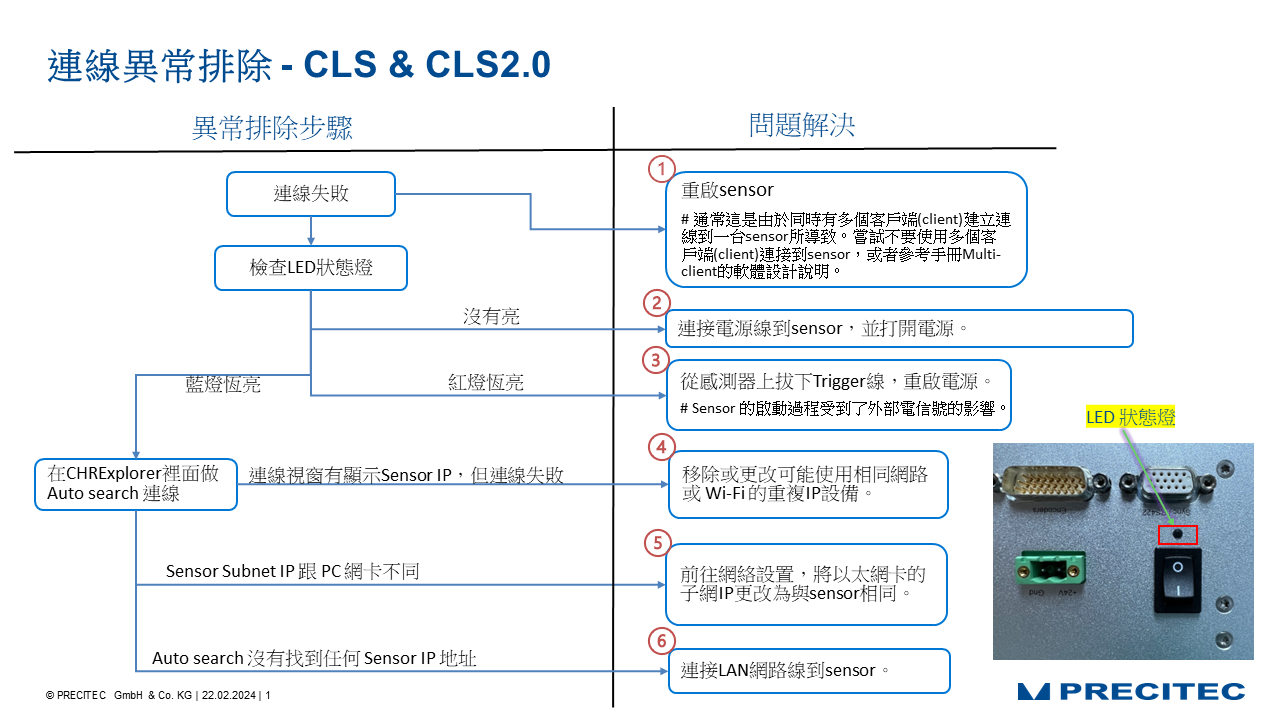 連線異常排除 - CLS & CLS2.0
異常排除步驟
問題解決
連線失敗
檢查LED狀態燈
沒有亮
藍燈恆亮
紅燈恆亮
在CHRExplorer裡面做
Auto search 連線
連線視窗有顯示Sensor IP，但連線失敗
Sensor Subnet IP 跟 PC 網卡不同
Auto search 沒有找到任何 Sensor IP 地址
1
重啟sensor
# 通常這是由於同時有多個客戶端(client)建立連
線到一台sensor所導致。嘗試不要使用多個客
戶端(client)連接到sensor，或者參考手冊Multi-
client的軟體設計說明。
2
連接電源線到sensor，並打開電源。
3
從感測器上拔下Trigger線，重啟電源。
# Sensor 的啟動過程受到了外部電信號的影響。
4
移除或更改可能使用相同網路
或 Wi-Fi 的重複IP設備。
5
前往網絡設置，將以太網卡的
子網IP更改為與sensor相同。
6
連接LAN網路線到sensor。
LED 狀態燈
Encoders
Sync/RS422
Gnd
+24V
© PRECITEC GmbH & Co. KG | 22.02.2024 | 1
PRECITEC